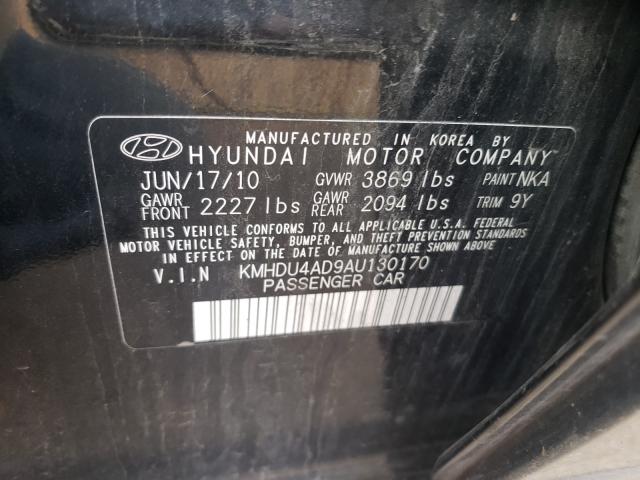 MANUFACTURED IN KOREA BY
HYUNDAI MOTOR COMPANY
JUN/17/10 GVWR 3869 lbs PAINT NKA
GAWR FRONT 2227 lbs GAWR REAR 2094 lbs TRIM 9Y
THIS VEHICLE CONFORMS TO ALL APPLICABLE U.S.A. FEDERAL
MOTOR VEHICLE SAFETY, BUMPER, AND THEFT PREVENTION STANDARDS
IN EFFECT ON THE DATE OF MANUFACTURE SHOWN ABOVE.
V.I.N KMHDU4AD9AU130170
PASSENGER CAR